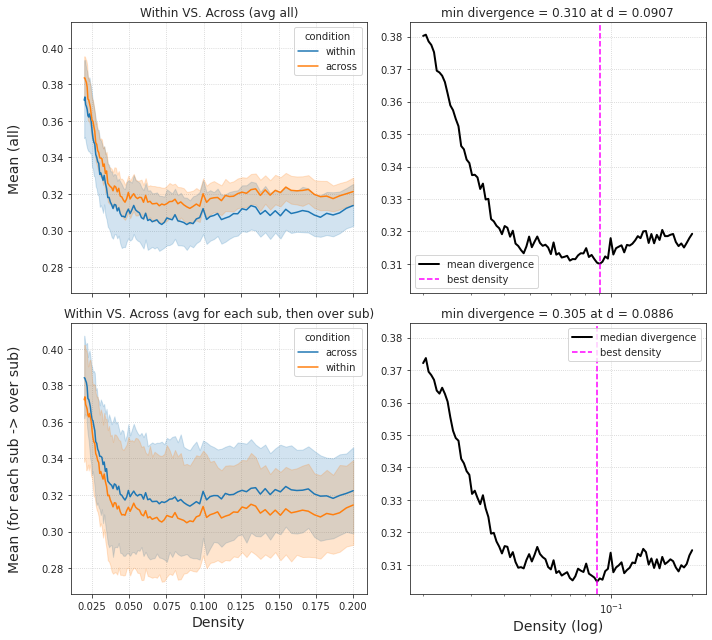 Within VS. Across (avg all)
condition
within
across
0.40
0.38
0.36
0.34
0.32
0.30
0.28
Mean (all)
min divergence = 0.310 at d = 0.0907
0.38
0.37
0.36
0.35
0.34
0.33
0.32
0.31
mean divergence
best density
Within VS. Across (avg for each sub, then over sub)
condition
across
within
0.40
0.38
0.36
0.34
0.32
0.30
0.28
Mean (for each sub -> over sub)
0.025 0.050 0.075 0.100 0.125 0.150 0.175 0.200
Density
min divergence = 0.305 at d = 0.0886
median divergence
best density
0.38
0.37
0.36
0.35
0.34
0.33
0.32
0.31
10⁻¹
Density (log)